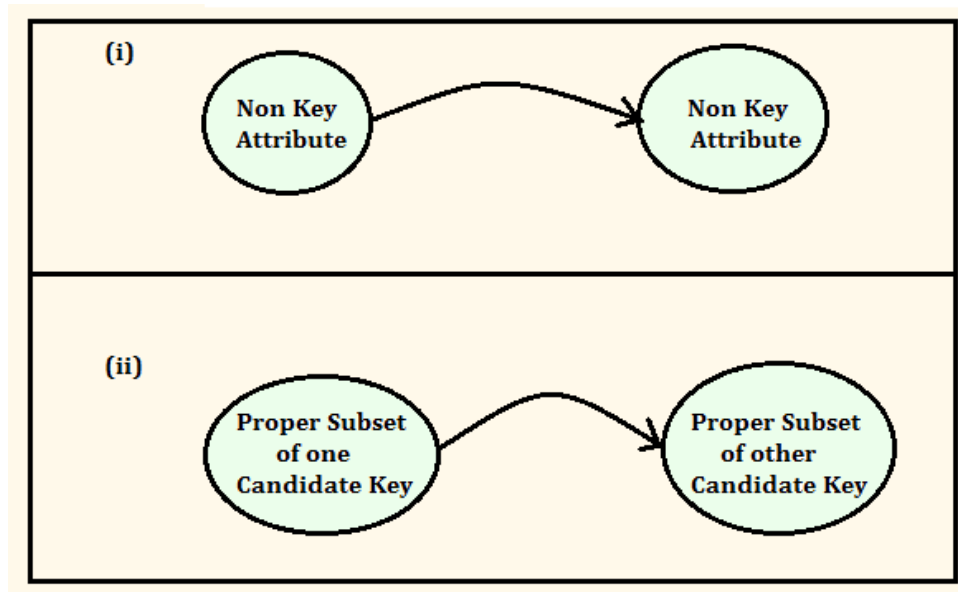 (i)
Non Key
Attribute
Non Key
Attribute
(ii)
Proper Subset
of one
Candidate Key
Proper Subset
of other
Candidate Key